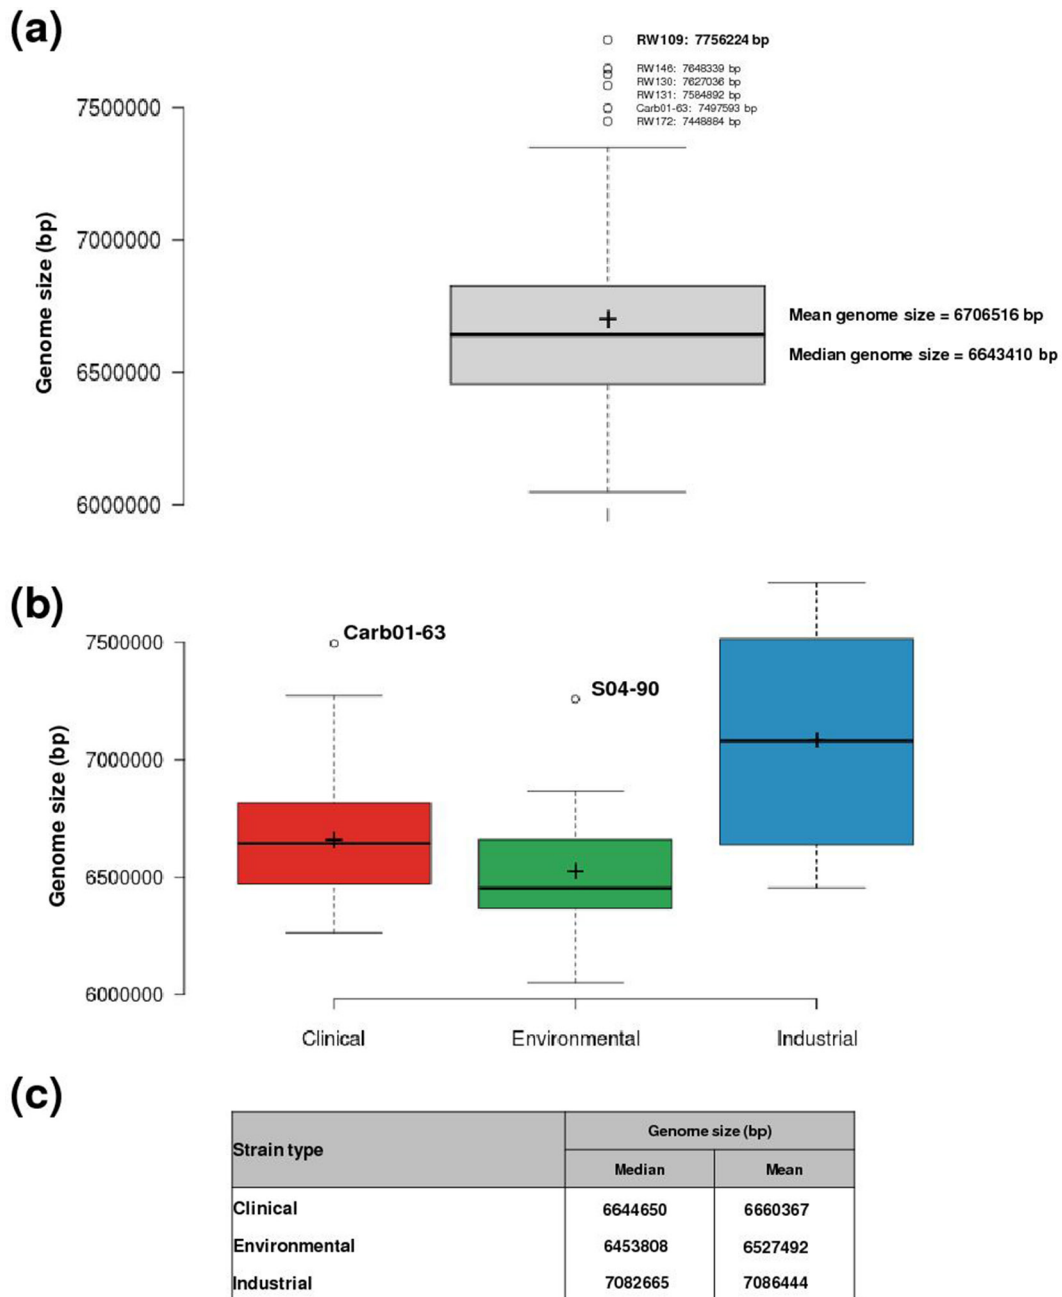 (a)
RW109: 7756224 bp
RW146: 7648339 bp
RW130: 7627036 bp
RW131: 7584892 bp
Carb01-63: 7497593 bp
RW172: 7448884 bp
7500000
7000000
6500000
6000000
Genome size (bp)
Mean genome size = 6706516 bp
Median genome size = 6643410 bp
(b)
Carb01-63
S04-90
7500000
7000000
6500000
6000000
Genome size (bp)
Clinical Environmental Industrial
(c)
Strain type Genome size (bp)
Median Mean
Clinical 6644650 6660367
Environmental 6453808 6527492
Industrial 7082665 7086444